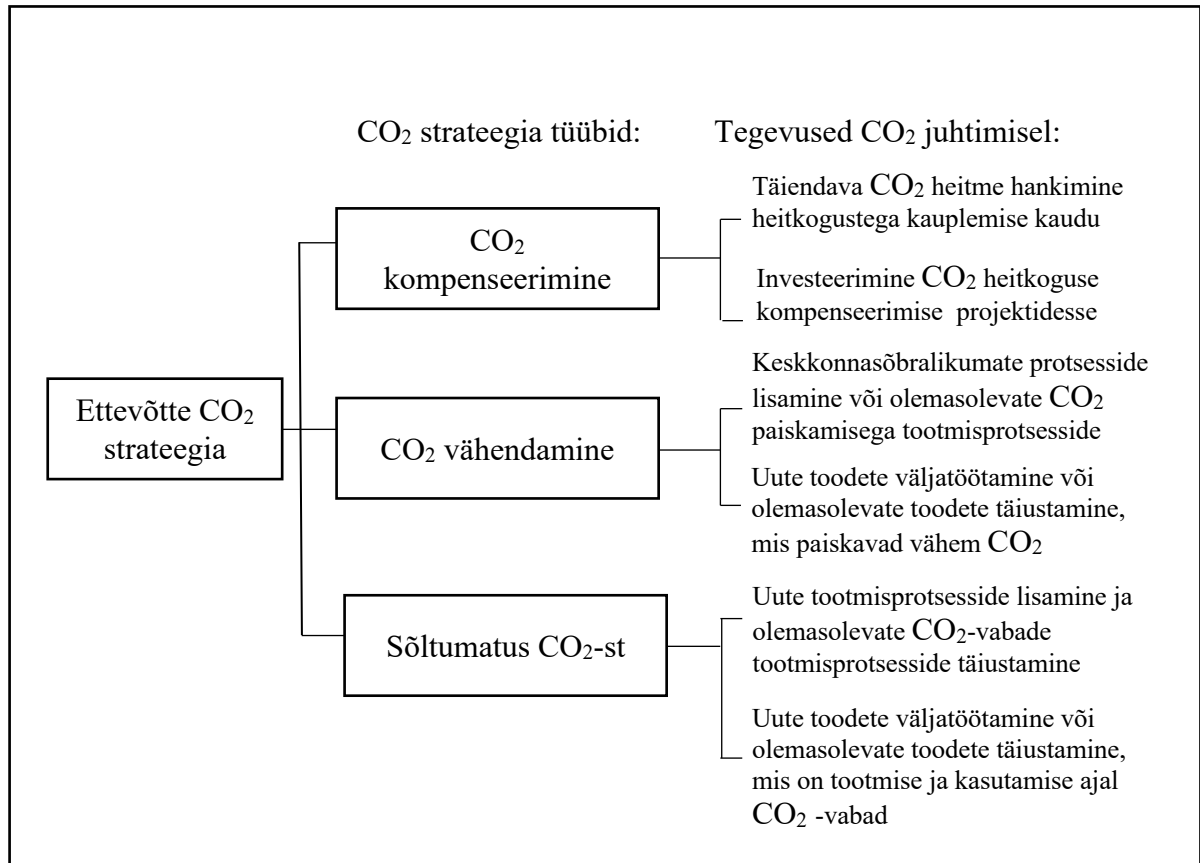 CO₂ strateegia tüübid:
Tegevused CO₂ juhtimisel:
Ettevõtte CO₂
strateegia
CO₂
kompenseerimine
Täiendava CO₂ heitme hankimine
heitkogustega kauplemise kaudu
Investeerimine CO₂ heitkoguse
kompenseerimise projektidesse
CO₂ vähendamine
Keskkonnasõbralikumate protsesside
lisamine või olemasolevate CO₂
paiskamisega tootmisprotsesside
Uute toodete väljatöötamine või
olemasolevate toodete täiustamine,
mis paiskavad vähem CO₂
Sõltumatus CO₂-st
Uute tootmisprotsesside lisamine ja
olemasolevate CO₂-vabade
tootmisprotsesside täiustamine
Uute toodete väljatöötamine või
olemasolevate toodete täiustamine,
mis on tootmise ja kasutamise ajal
CO₂ -vabad